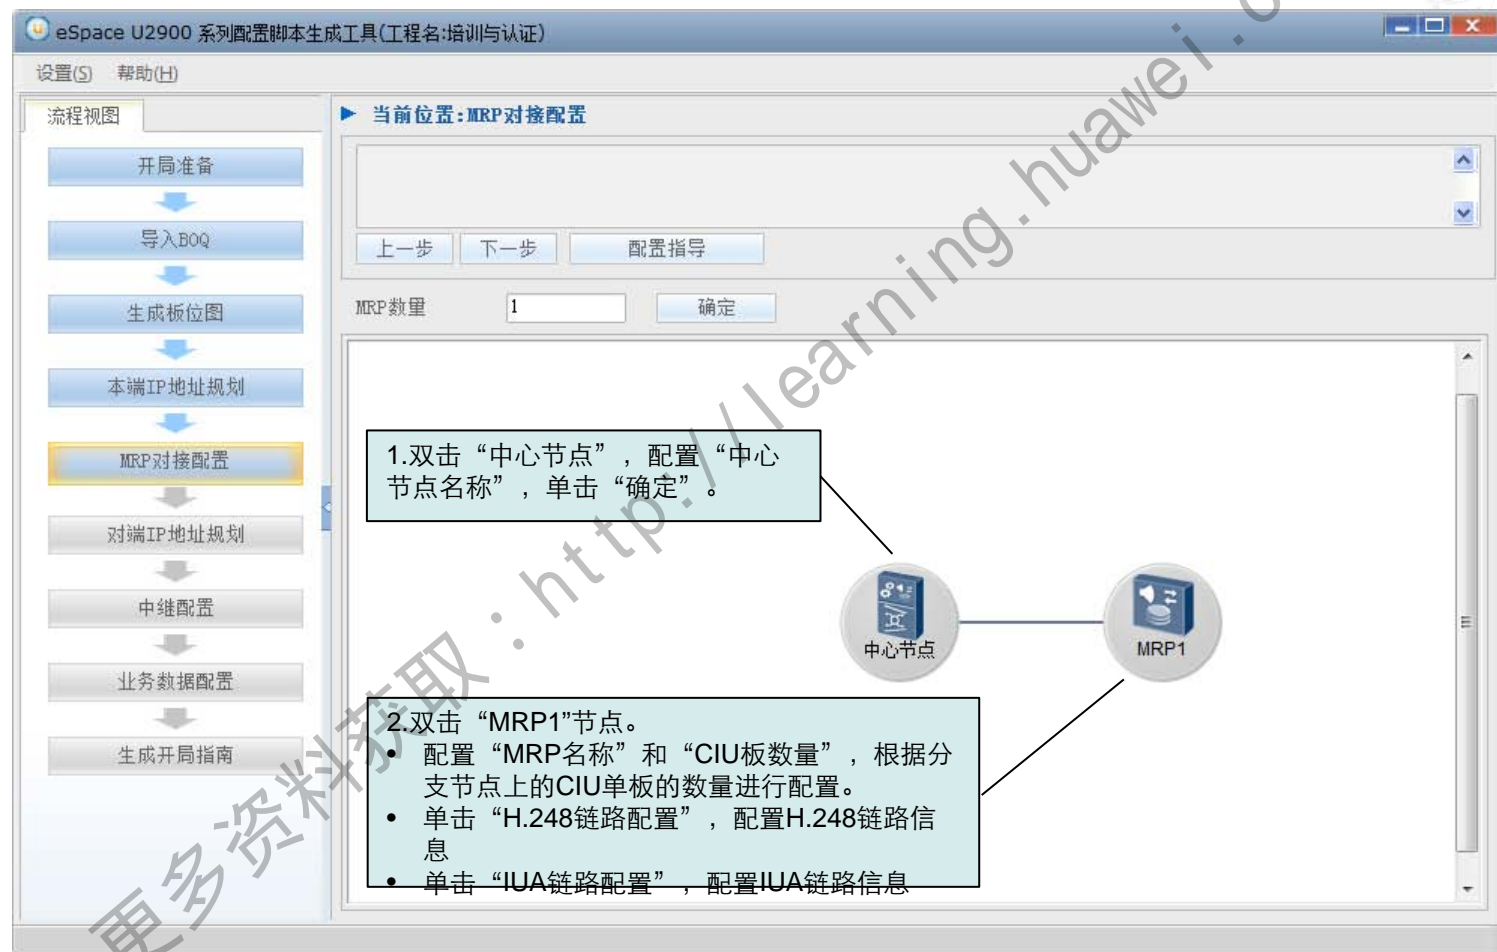 eSpace U2900 系列配置脚本生成工具(工程名:培训与认证)
设置(S) 帮助(H)
流程视图
开局准备
导入BOQ
生成板位图
本端IP地址规划
MRP对接配置
对端IP地址规划
中继配置
业务数据配置
生成开局指南
当前位置:MRP对接配置
上一步 下一步 配置指导
MRP数量 1 确定
1.双击“中心节点”，配置“中心
节点名称”，单击“确定”。
中心节点
MRP1
2.双击“MRP1"节点。
• 配置“MRP名称”和“CIU板数量”，根据分
支节点上的CIU单板的数量进行配置。
• 单击“H.248链路配置”，配置H.248链路信
息
• 单击“IUA链路配置”，配置IUA链路信息
更多资料获取：http://learning.huawei.c